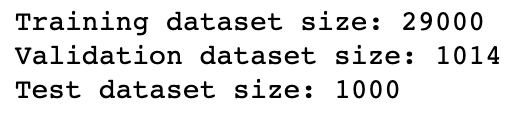 Training dataset size: 29000
Validation dataset size: 1014
Test dataset size: 1000